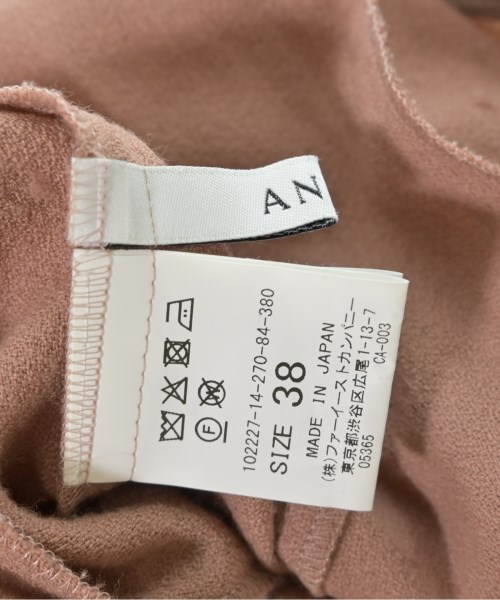 AN
102227-14-270-84-380
SIZE 38
MADE IN JAPAN
(株)ファーイーストカンパニー
東京都渋谷区広尾1-13-7
05365 CA-003